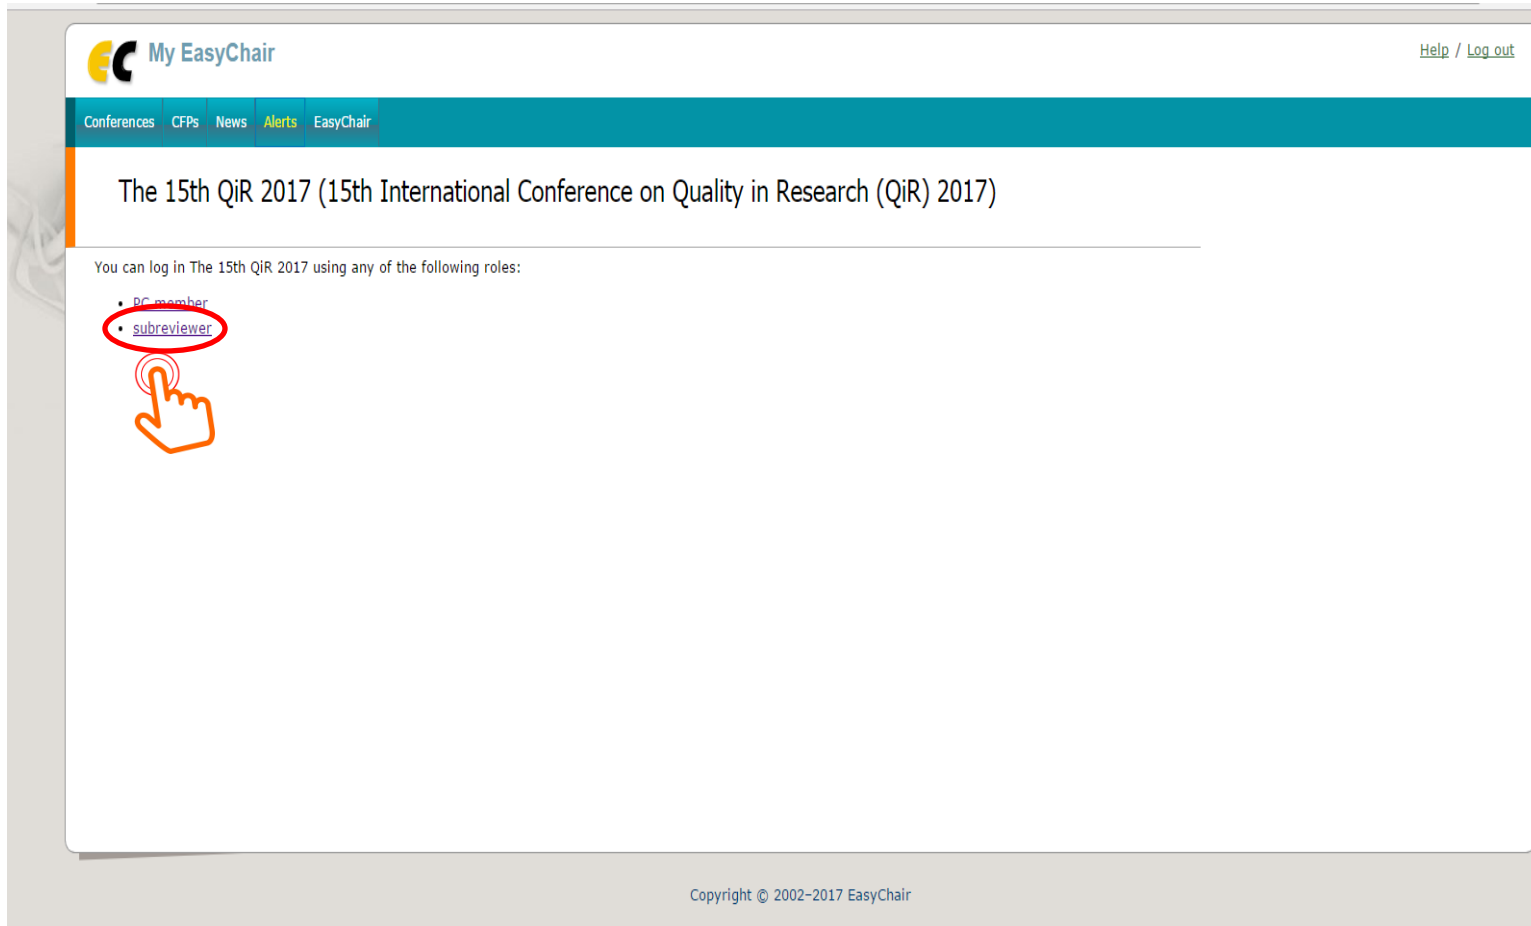 EC My EasyChair
Help / Log out
Conferences CFPs News Alerts EasyChair
The 15th QiR 2017 (15th International Conference on Quality in Research (QiR) 2017)
You can log in The 15th QiR 2017 using any of the following roles:
• PC member
• subreviewer
Copyright © 2002–2017 EasyChair